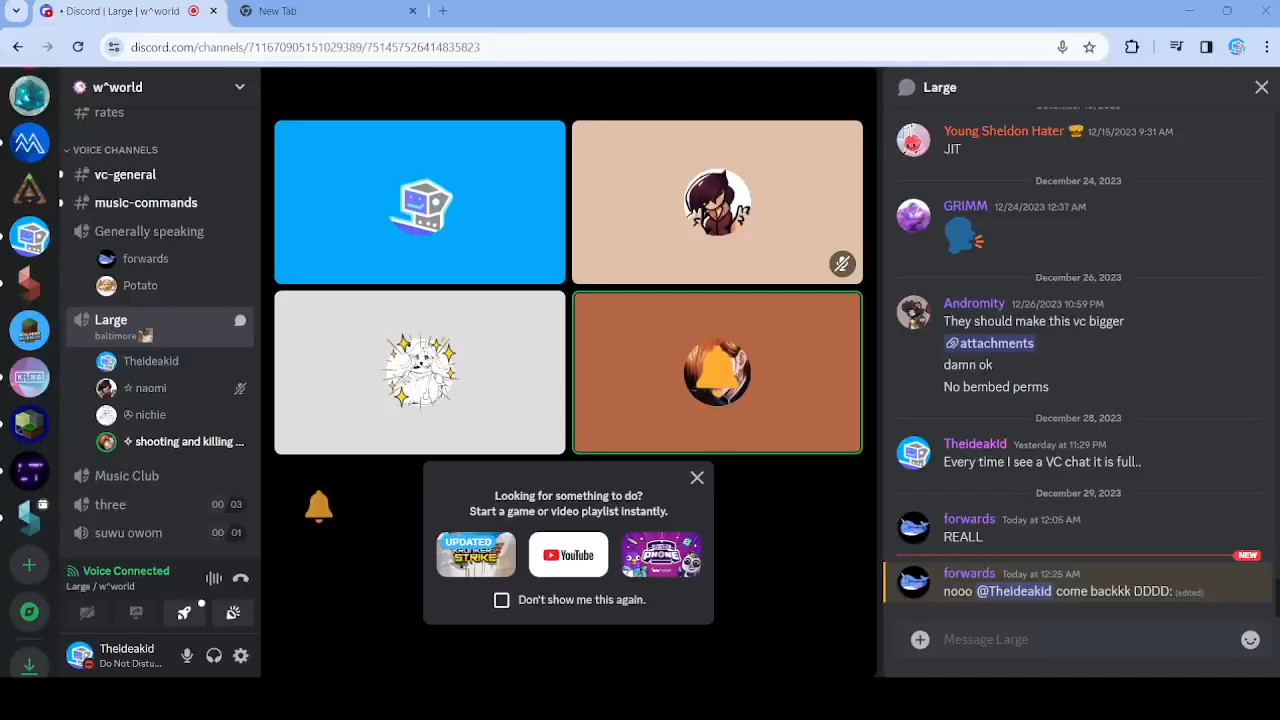 Discord | Large | w^world
New Tab
discord.com/channels/711670905151029389/751457526414835823
w^world
rates
VOICE CHANNELS
vc-general
music-commands
Generally speaking
forwards
Potato
Large
baltimore
TheIdeakId
☆ naomi
nichie
✧ shooting and killing ...
Music Club
three 00 03
suwu owom 00 01
Voice Connected
Large / w^world
TheIdeakId
Do Not Distu...
Looking for something to do?
Start a game or video playlist instantly.
UPDATED
KRUNKER
STRIKE
YouTube
PHONE
Don't show me this again.
Large
Young Sheldon Hater 12/15/2023 9:31 AM
JIT
December 24, 2023
GRIMM 12/24/2023 12:37 AM
December 26, 2023
Andromity 12/26/2023 10:59 PM
They should make this vc bigger
attachments
damn ok
No bembed perms
December 28, 2023
TheIdeakId Yesterday at 11:29 PM
Every time I see a VC chat it is full..
December 29, 2023
forwards Today at 12:05 AM
REALL
NEW
forwards Today at 12:25 AM
nooo @TheIdeakId come backkk DDDD: (edited)
Message Large